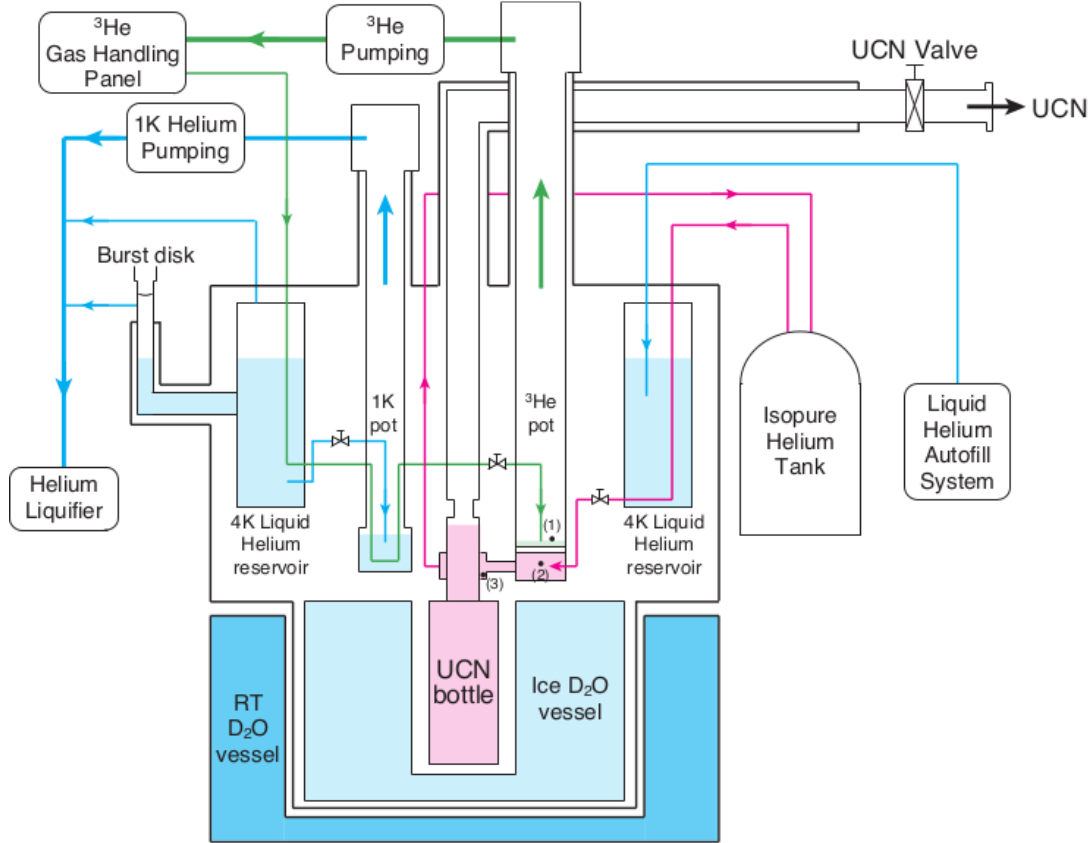 ³He
Gas Handling
Panel
³He
Pumping
UCN Valve
UCN
1K Helium
Pumping
Burst disk
1K
pot
³He
pot
Isopure
Helium
Tank
Liquid
Helium
Autofill
System
Helium
Liquifier
4K Liquid
Helium
reservoir
(1)
(2)
(3)
4K Liquid
Helium
reservoir
UCN
bottle
Ice D₂O
vessel
RT
D₂O
vessel